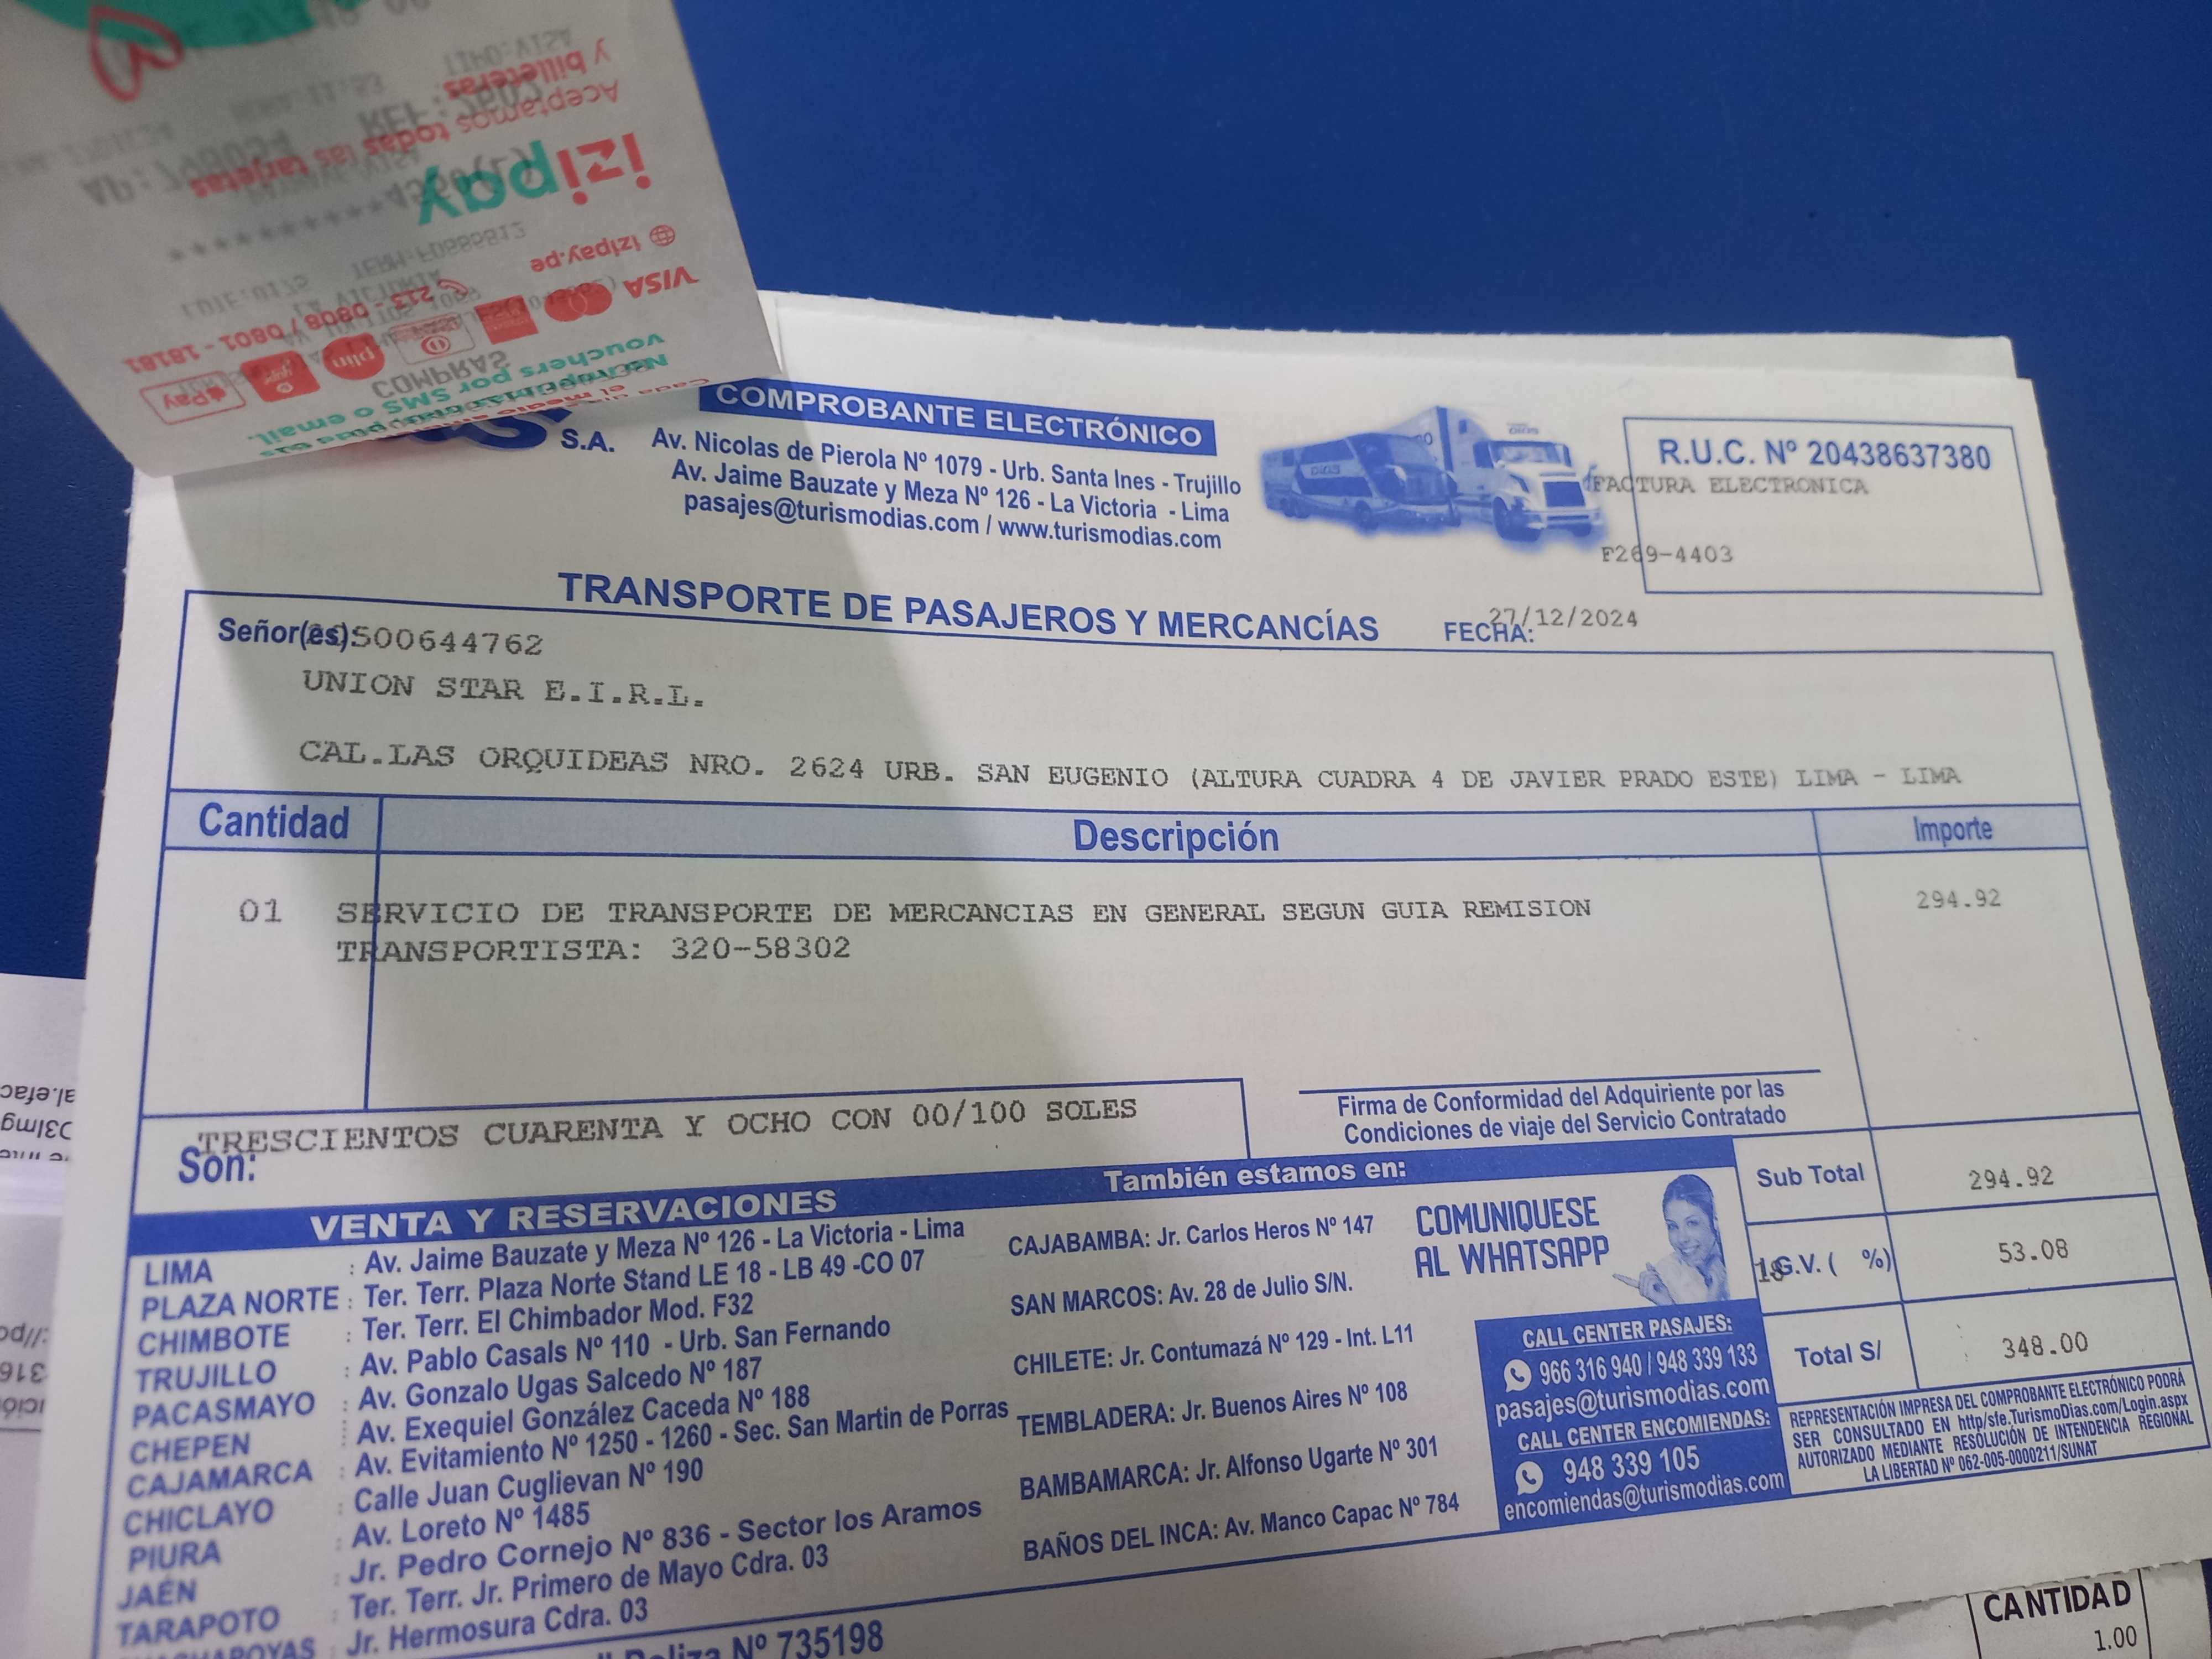 y billeteras
Aceptamos todas las tarjetas
izipay
izipay.pe
VISA
213 - 0808 / 0801 - 18181
Pay
plin
COMPRAS
vouchers por SMS o email.
S.A.
COMPROBANTE ELECTRÓNICO
Av. Nicolas de Pierola Nº 1079 - Urb. Santa Ines - Trujillo
Av. Jaime Bauzate y Meza Nº 126 - La Victoria - Lima
pasajes@turismodias.com / www.turismodias.com
R.U.C. Nº 20438637380
FACTURA ELECTRONICA
F269-4403
TRANSPORTE DE PASAJEROS Y MERCANCÍAS
FECHA: 27/12/2024
Señor(es): 20500644762
UNION STAR E.I.R.L.
CAL.LAS ORQUIDEAS NRO. 2624 URB. SAN EUGENIO (ALTURA CUADRA 4 DE JAVIER PRADO ESTE) LIMA - LIMA
Cantidad Descripción Importe
01 SERVICIO DE TRANSPORTE DE MERCANCIAS EN GENERAL SEGUN GUIA REMISION 294.92
TRANSPORTISTA: 320-58302
Firma de Conformidad del Adquiriente por las
Condiciones de viaje del Servicio Contratado
Son: TRESCIENTOS CUARENTA Y OCHO CON 00/100 SOLES
Sub Total 294.92
I.G.V. ( %) 18 53.08
Total S/ 348.00
VENTA Y RESERVACIONES
También estamos en:
LIMA : Av. Jaime Bauzate y Meza Nº 126 - La Victoria - Lima
PLAZA NORTE : Ter. Terr. Plaza Norte Stand LE 18 - LB 49 -CO 07
CHIMBOTE : Ter. Terr. El Chimbador Mod. F32
TRUJILLO : Av. Pablo Casals Nº 110 - Urb. San Fernando
PACASMAYO : Av. Gonzalo Ugas Salcedo Nº 187
CHEPEN : Av. Exequiel González Caceda Nº 188
CAJAMARCA : Av. Evitamiento Nº 1250 - 1260 - Sec. San Martin de Porras
CHICLAYO : Calle Juan Cuglievan Nº 190
PIURA : Av. Loreto Nº 1485
JAÉN : Jr. Pedro Cornejo Nº 836 - Sector los Aramos
TARAPOTO : Ter. Terr. Jr. Primero de Mayo Cdra. 03
Jr. Hermosura Cdra. 03
CAJABAMBA: Jr. Carlos Heros Nº 147
SAN MARCOS: Av. 28 de Julio S/N.
CHILETE: Jr. Contumazá Nº 129 - Int. L11
TEMBLADERA: Jr. Buenos Aires Nº 108
BAMBAMARCA: Jr. Alfonso Ugarte Nº 301
BAÑOS DEL INCA: Av. Manco Capac Nº 784
COMUNIQUESE
AL WHATSAPP
CALL CENTER PASAJES:
966 316 940 / 948 339 133
pasajes@turismodias.com
CALL CENTER ENCOMIENDAS:
948 339 105
encomiendas@turismodias.com
REPRESENTACIÓN IMPRESA DEL COMPROBANTE ELECTRÓNICO PODRÁ
SER CONSULTADO EN http/sfe.TurismoDias.com/Login.aspx
AUTORIZADO MEDIANTE RESOLUCIÓN DE INTENDENCIA REGIONAL
LA LIBERTAD Nº 062-005-0000211/SUNAT
Nº 735198
CANTIDAD
1.00